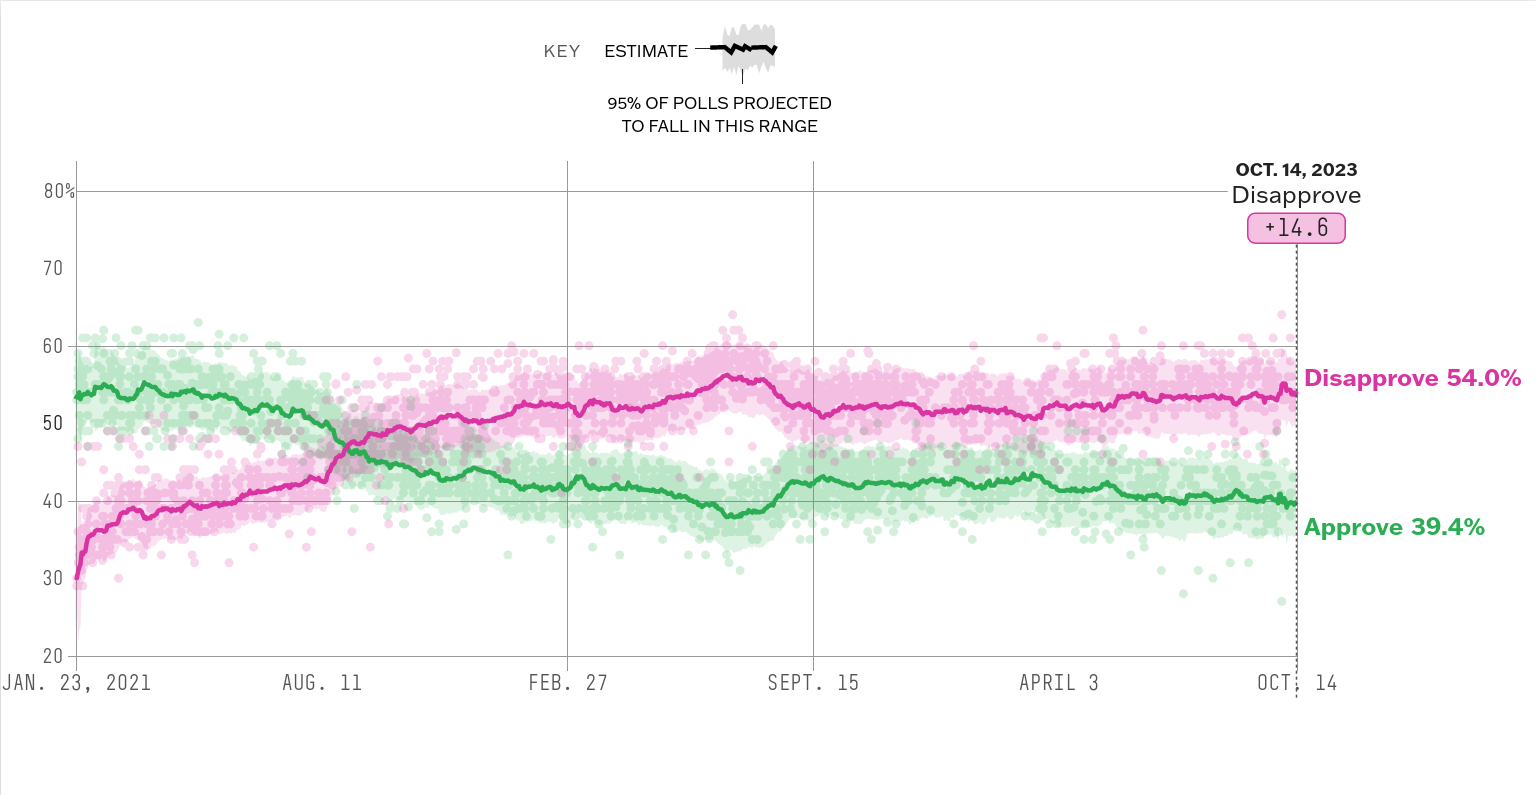 KEY ESTIMATE
95% OF POLLS PROJECTED
TO FALL IN THIS RANGE
OCT. 14, 2023
Disapprove
+14.6
80%
70
60
50
40
30
20
Disapprove 54.0%
Approve 39.4%
JAN. 23, 2021 AUG. 11 FEB. 27 SEPT. 15 APRIL 3 OCT. 14